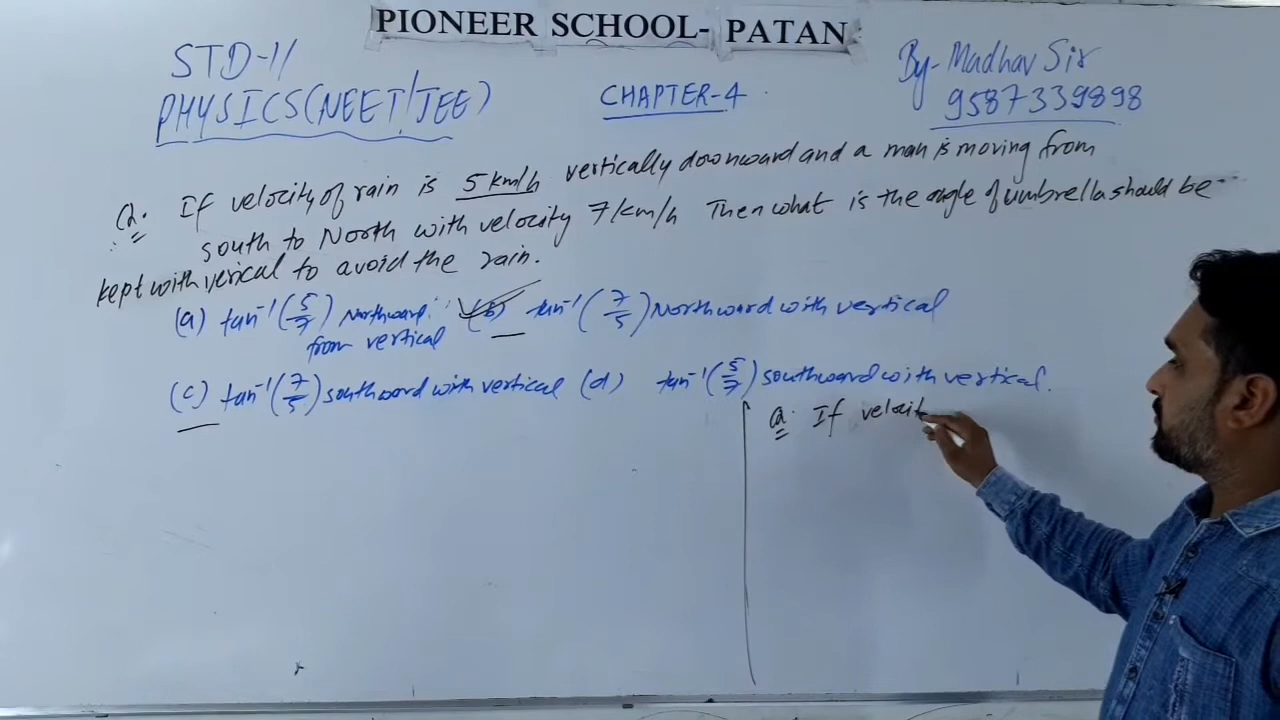 PIONEER SCHOOL- PATAN
STD-11
PHYSICS(NEET/JEE)
CHAPTER-4
By- Madhav Sir
9587339898
Q. If velocity of rain is 5 km/h vertically downward and a man is moving from
south to North with velocity 7 km/h Then what is the angle of umbrella should be
kept with verical to avoid the rain.
(a) tan⁻¹(5/7) Northward (b) tan⁻¹(7/5) Northward with vertical
from vertical
(c) tan⁻¹(7/5) southward with vertical (d) tan⁻¹(5/7) southward with vertical.
Q. If velocit